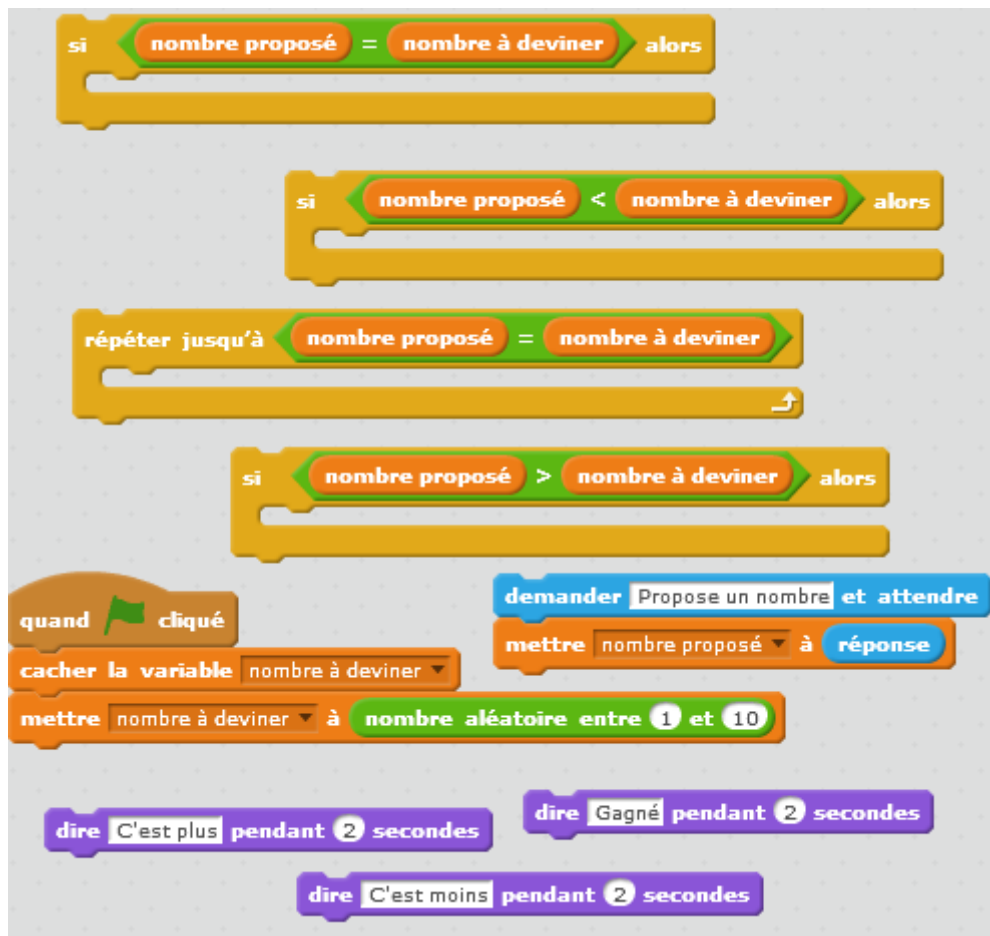 si nombre proposé = nombre à deviner alors
si nombre proposé < nombre à deviner alors
répéter jusqu'à nombre proposé = nombre à deviner
si nombre proposé > nombre à deviner alors
quand cliqué
cacher la variable nombre à deviner
mettre nombre à deviner à nombre aléatoire entre 1 et 10
demander Propose un nombre et attendre
mettre nombre proposé à réponse
dire C'est plus pendant 2 secondes
dire Gagné pendant 2 secondes
dire C'est moins pendant 2 secondes